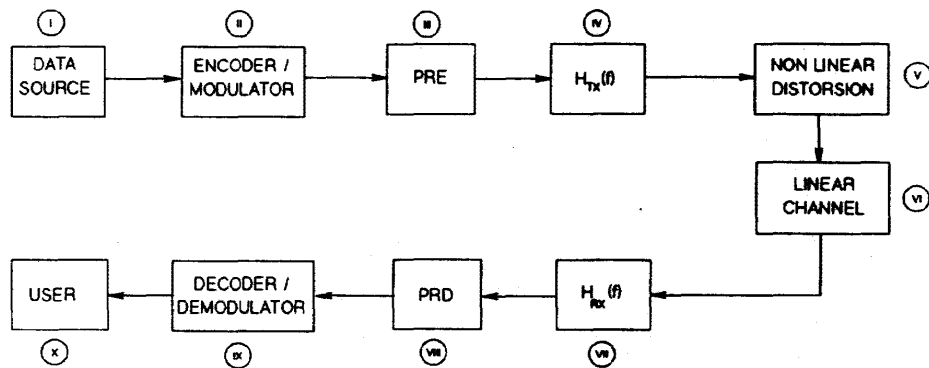 I
II
III
IV
DATA
SOURCE
ENCODER /
MODULATOR
PRE
H_TX(f)
NON LINEAR
DISTORSION
V
LINEAR
CHANNEL
VI
USER
DECODER /
DEMODULATOR
PRD
H_RX(f)
X
IX
VIII
VII